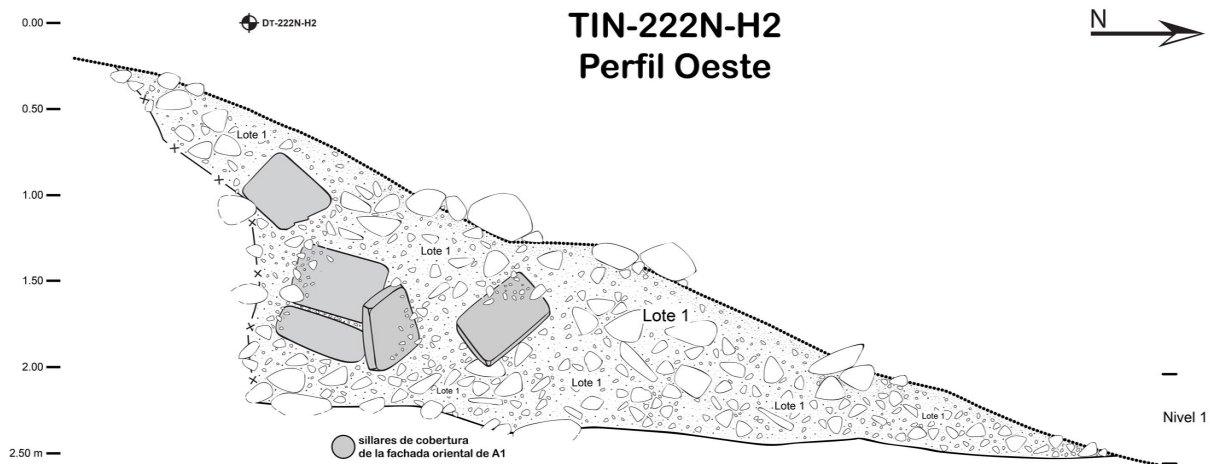 TIN-222N-H2
Perfil Oeste
N
0.00
DT-222N-H2
0.50
1.00
1.50
2.00
2.50 m
Lote 1
Lote 1
Lote 1
Lote 1
Lote 1
Lote 1
Lote 1
Nivel 1
sillares de cobertura
de la fachada oriental de A1